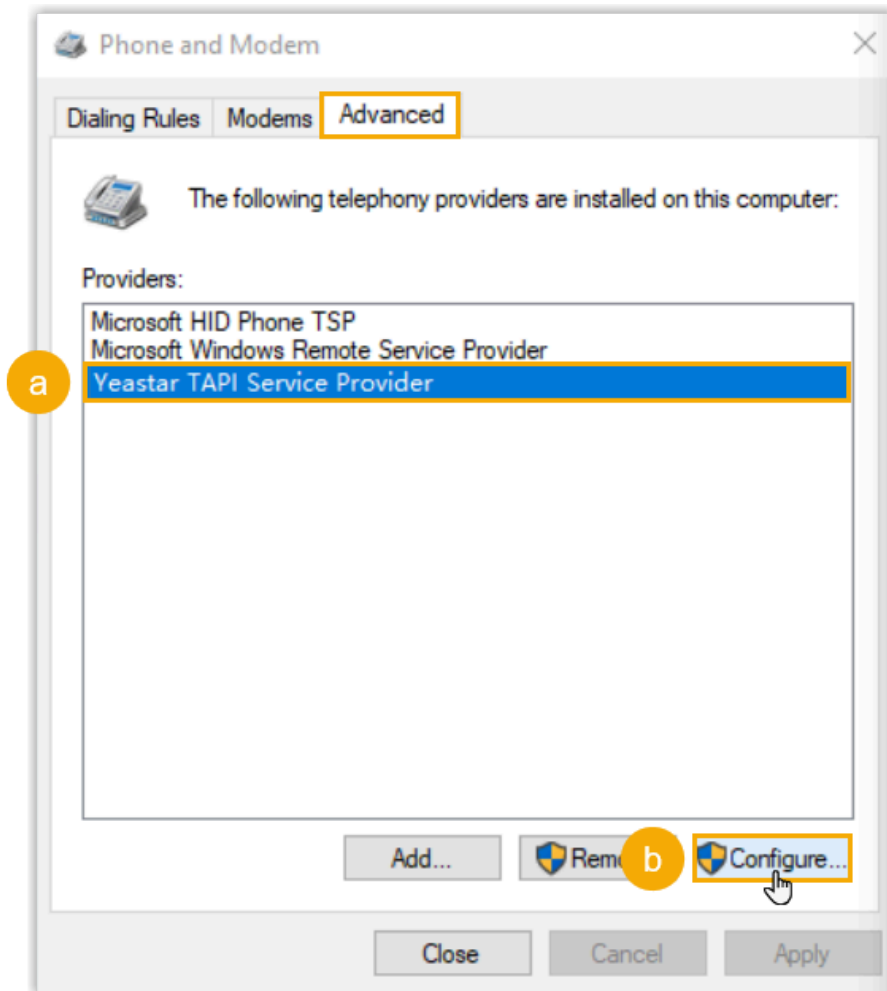 Phone and Modem
Dialing Rules Modems Advanced
The following telephony providers are installed on this computer:
Providers:
Microsoft HID Phone TSP
Microsoft Windows Remote Service Provider
a Yeastar TAPI Service Provider
Add... b Configure...
Close Cancel Apply